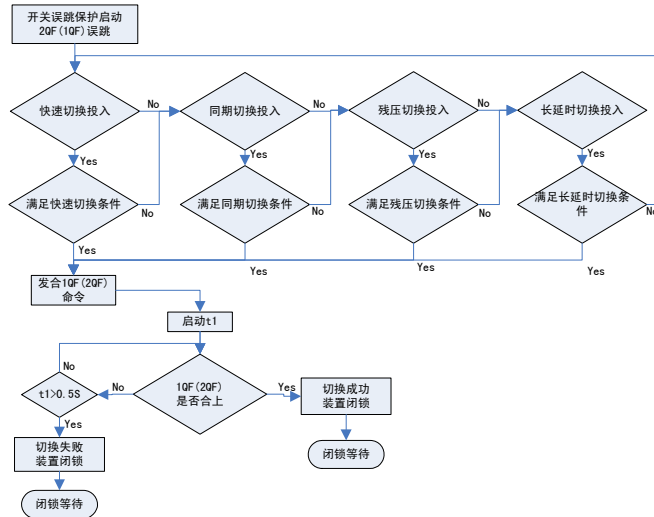 开关误跳保护启动
2QF(1QF)误跳
快速切换投入
No
同期切换投入
No
残压切换投入
No
长延时切换投入
Yes
Yes
Yes
Yes
满足快速切换条件
No
满足同期切换条件
No
满足残压切换条件
No
满足长延时切换条
件
No
Yes
Yes
Yes
Yes
发合1QF(2QF)
命令
启动t1
No
t1>0.5S
No
1QF(2QF)
是否合上
Yes
切换成功
装置闭锁
Yes
切换失败
装置闭锁
闭锁等待
闭锁等待